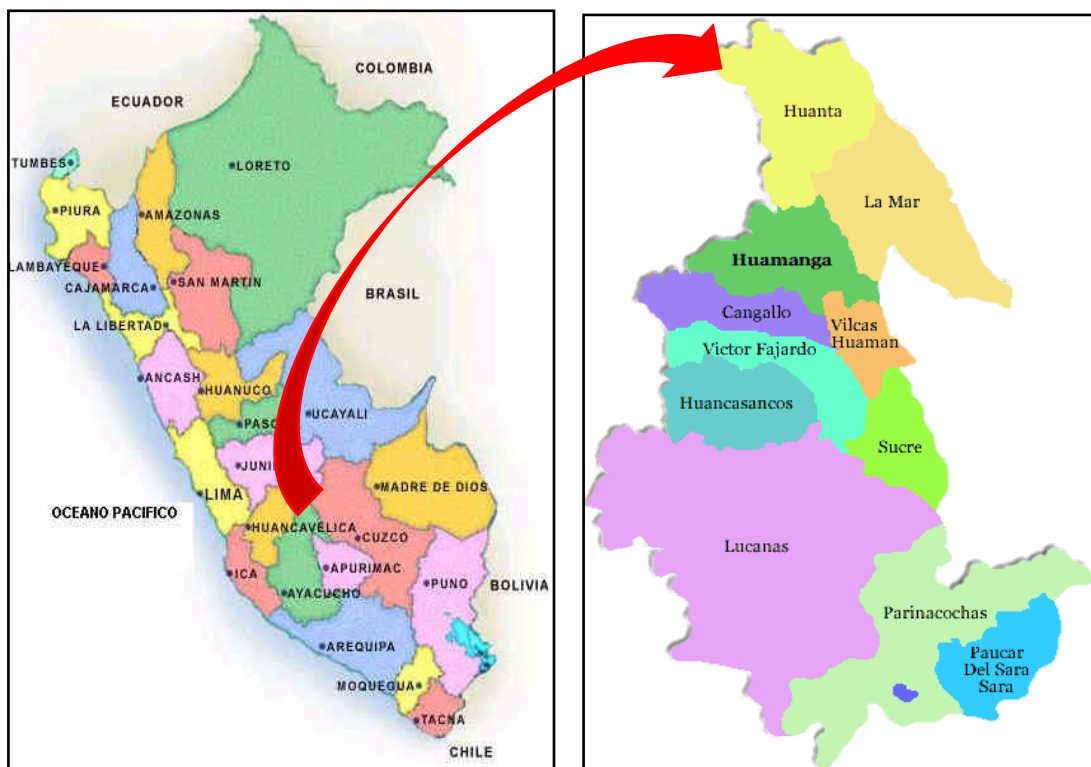 COLOMBIA
ECUADOR
TUMBES
LORETO
PIURA
AMAZONAS
LAMBAYEQUE
SAN MARTIN
CAJAMARCA
BRASIL
LA LIBERTAD
ANCASH
HUANUCO
UCAYALI
PASC
JUNI
LIMA
MADRE DE DIOS
OCEANO PACIFICO
HUANCAVELICA
CUZCO
ICA
APURIMAC
PUNO
BOLIVIA
AYACUCHO
AREQUIPA
MOQUEGUA
TACNA
CHILE
Huanta
La Mar
Huamanga
Cangallo
Vilcas
Huaman
Victor Fajardo
Huancasancos
Sucre
Lucanas
Parinacochas
Paucar
Del Sara
Sara